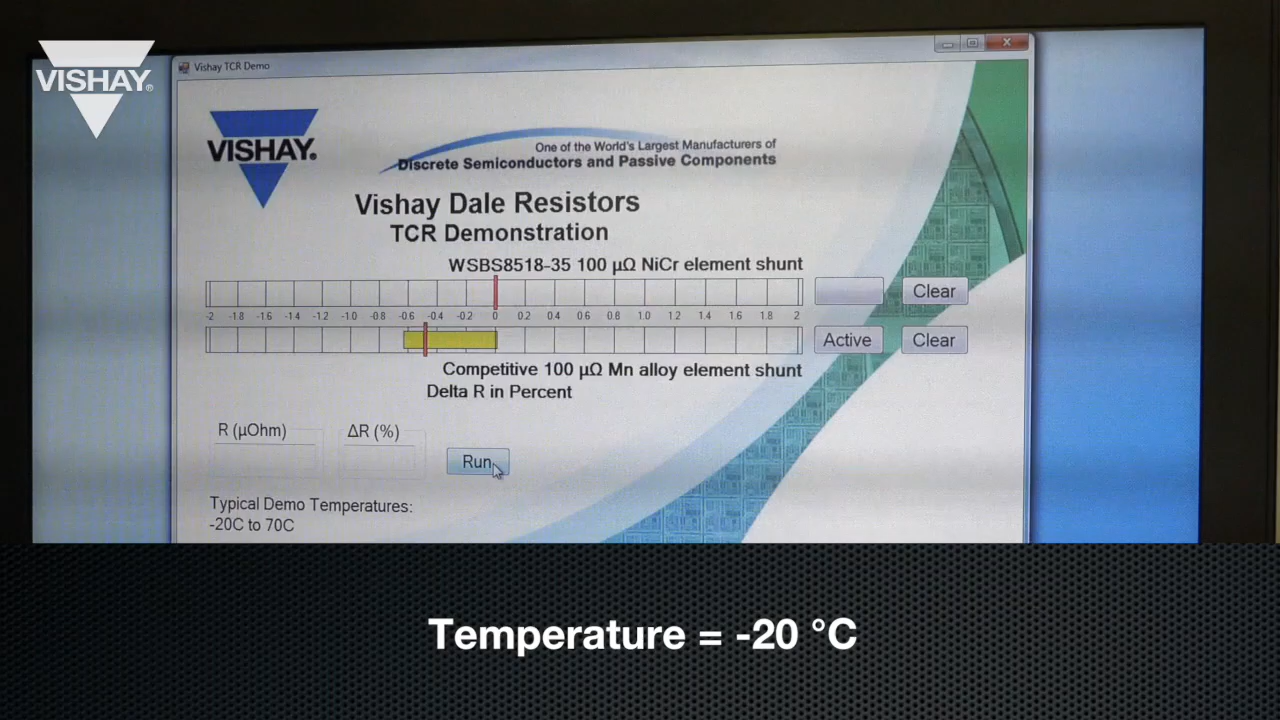 VISHAY®
Vishay TCR Demo
VISHAY.
One of the World's Largest Manufacturers of
Discrete Semiconductors and Passive Components
Vishay Dale Resistors
TCR Demonstration
WSBS8518-35 100 µΩ NiCr element shunt
Clear
-2 -1.8 -1.6 -1.4 -1.2 -1.0 -0.8 -0.6 -0.4 -0.2 0 0.2 0.4 0.6 0.8 1.0 1.2 1.4 1.6 1.8 2
Active Clear
Competitive 100 µΩ Mn alloy element shunt
Delta R in Percent
R (µOhm) ΔR (%)
Run
Typical Demo Temperatures:
-20C to 70C
Temperature = -20 °C